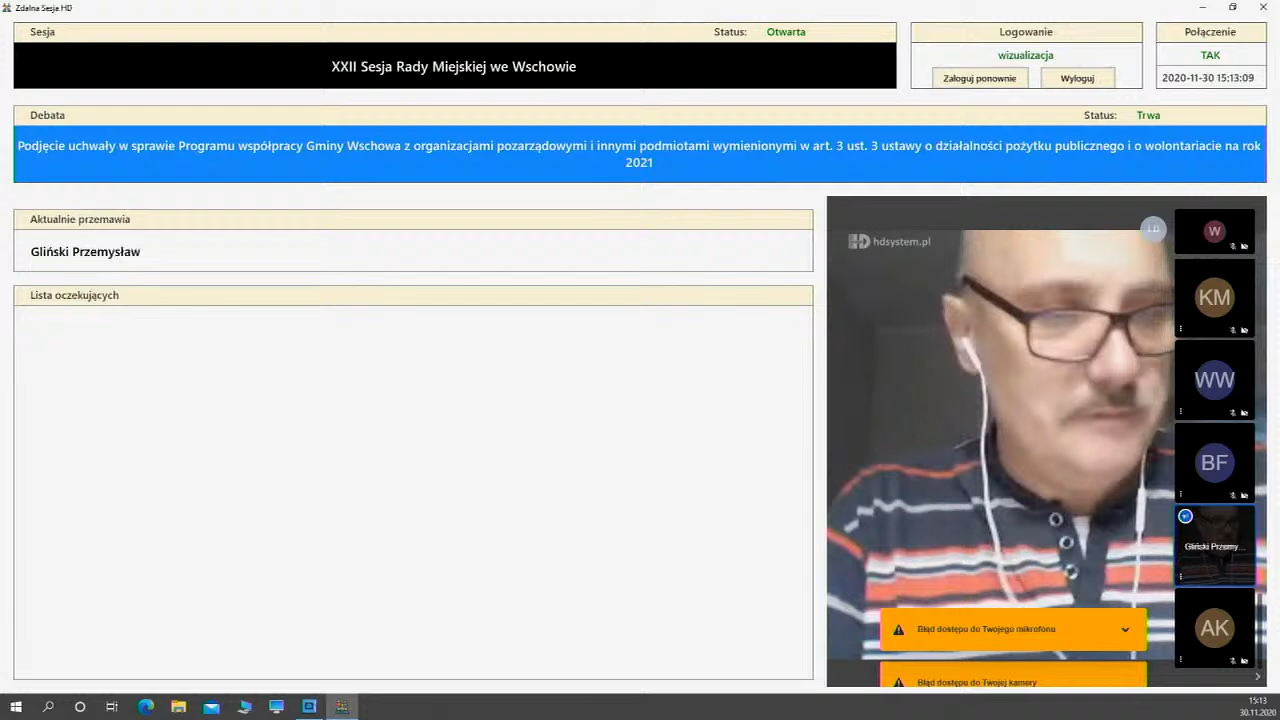 Zdalna Sesja HD
Sesja
Status: Otwarta
XXII Sesja Rady Miejskiej we Wschowie
Logowanie
wizualizacja
Zaloguj ponownie
Wyloguj
Połączenie
TAK
2020-11-30 15:13:09
Debata
Status: Trwa
Podjęcie uchwały w sprawie Programu współpracy Gminy Wschowa z organizacjami pozarządowymi i innymi podmiotami wymienionymi w art. 3 ust. 3 ustawy o działalności pożytku publicznego i o wolontariacie na rok
2021
Aktualnie przemawia
Gliński Przemysław
Lista oczekujących
HD hdsystem.pl
W
KM
WW
BF
Gliński Przemy...
AK
Błąd dostępu do Twojego mikrofonu
Błąd dostępu do Twojej kamery
15:13
30.11.2020